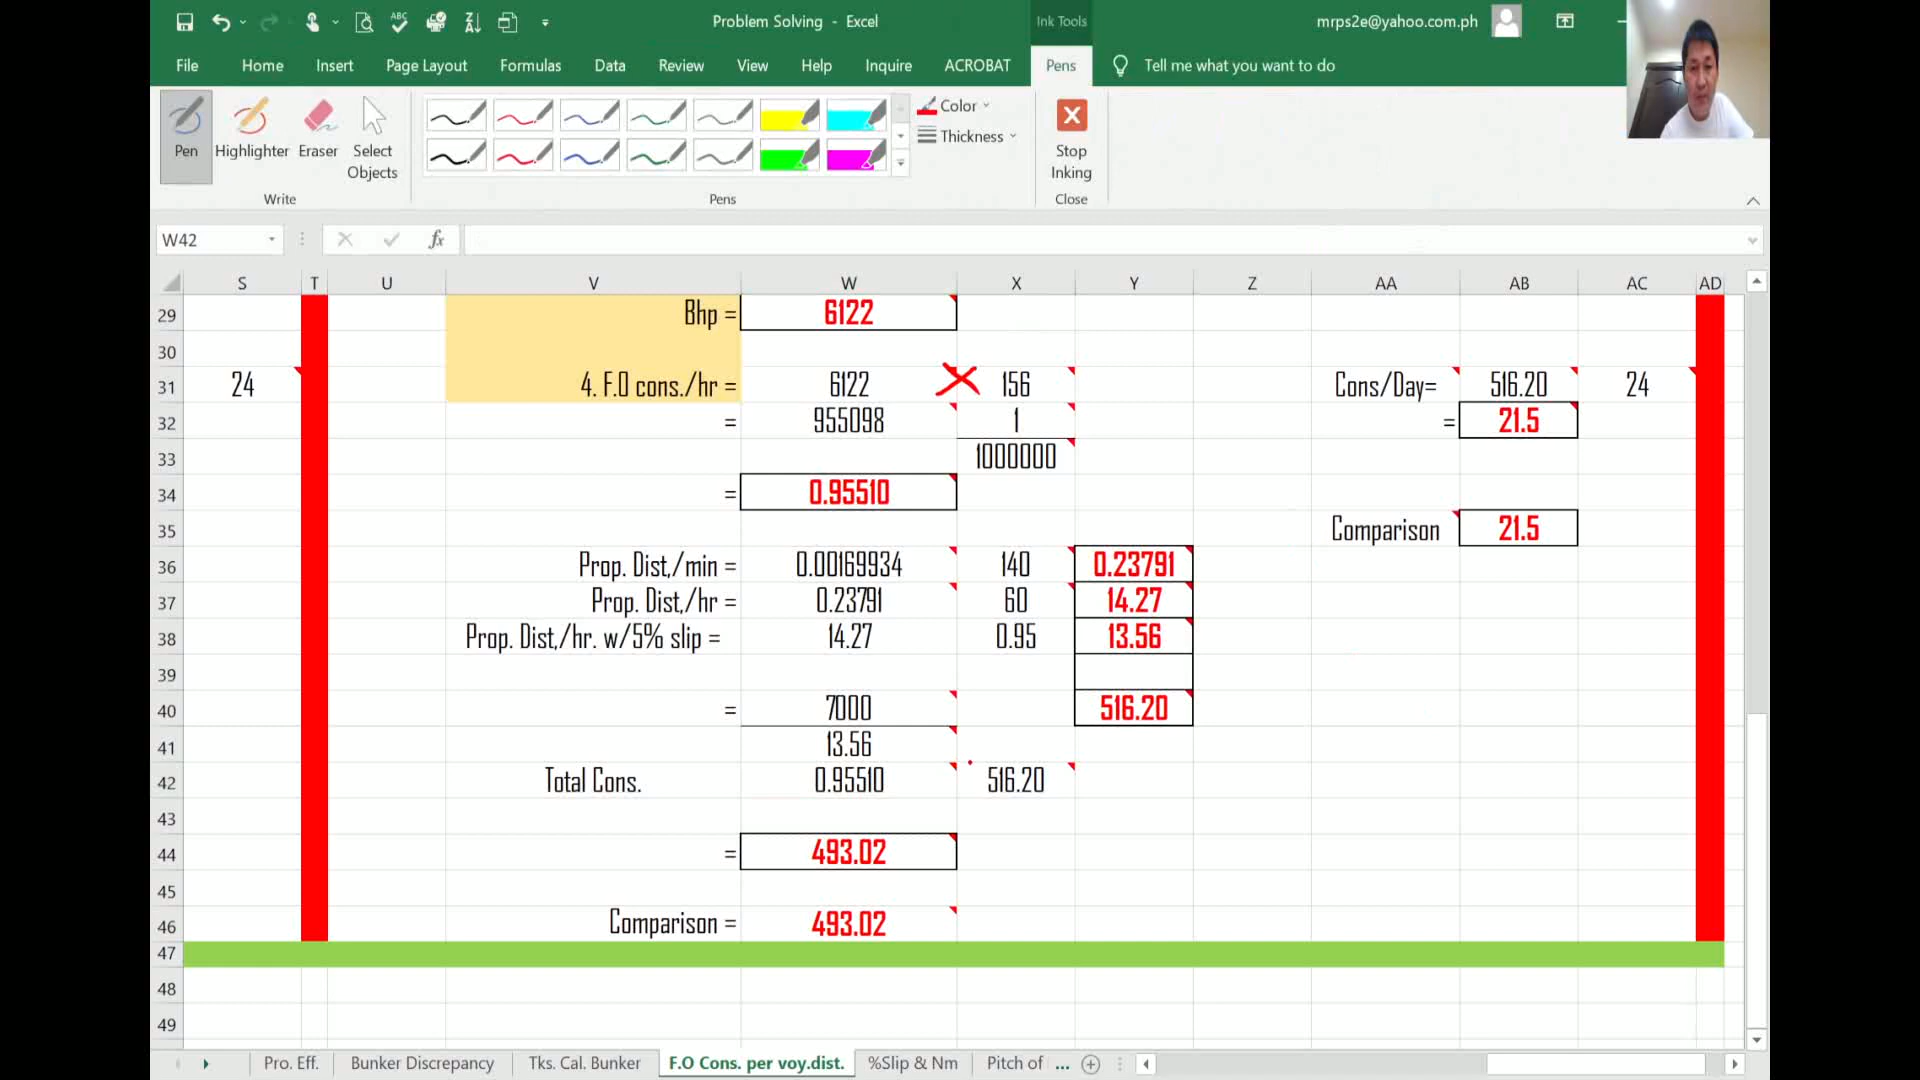 Problem Solving - Excel
Ink Tools
mrps2e@yahoo.com.ph
File Home Insert Page Layout Formulas Data Review View Help Inquire ACROBAT Pens Tell me what you want to do
Pen Highlighter Eraser Select Objects
Color
Thickness
Stop Inking
Write Pens Close
W42 fx
S T U V W X Y Z AA AB AC AD
29 Bhp = 6122
30
31 24 4. F.O cons./hr = 6122 X 156 Cons/Day= 516.20 24
32 = 955098 1 = 21.5
33 1000000
34 = 0.95510
35 Comparison 21.5
36 Prop. Dist,/min = 0.00169934 140 0.23791
37 Prop. Dist,/hr = 0.23791 60 14.27
38 Prop. Dist,/hr. w/5% slip = 14.27 0.95 13.56
39
40 = 7000 516.20
41 13.56
42 Total Cons. 0.95510 516.20
43
44 = 493.02
45
46 Comparison = 493.02
47
48
49
Pro. Eff. Bunker Discrepancy Tks. Cal. Bunker F.O Cons. per voy.dist. %Slip & Nm Pitch of ...